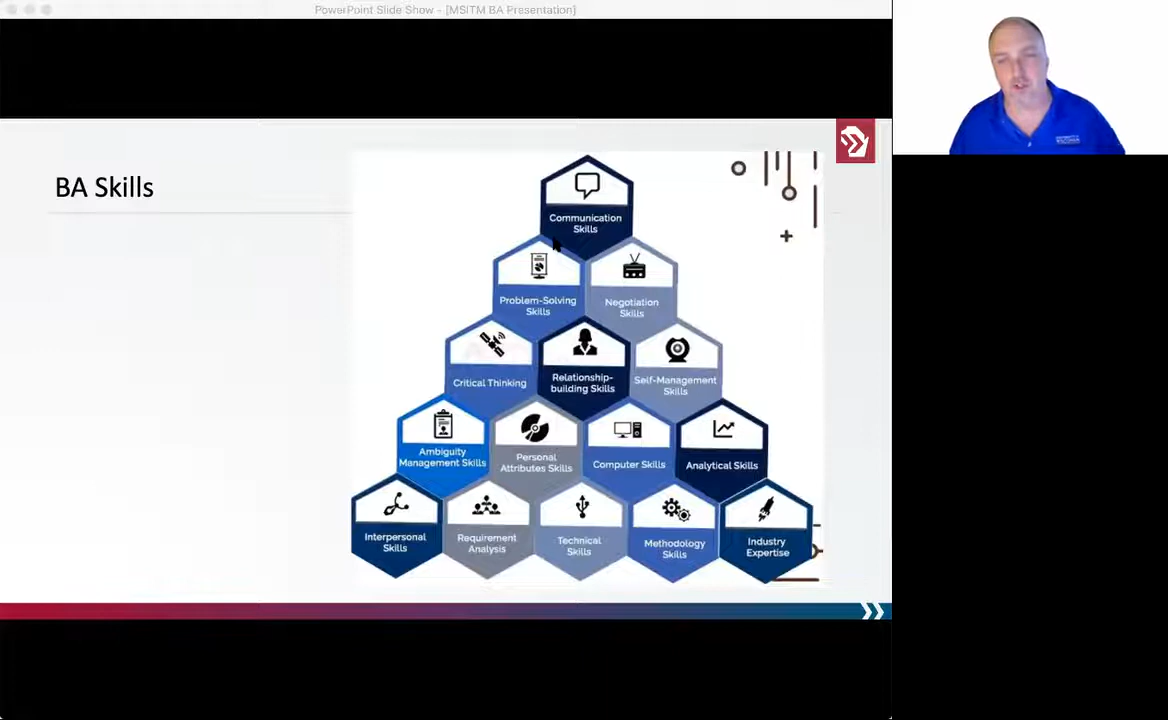 PowerPoint Slide Show - [MSITM BA Presentation]
BA Skills
Communication
Skills
Problem-Solving
Skills
Negotiation
Skills
Critical Thinking
Relationship-
building Skills
Self-Management
Skills
Ambiguity
Management Skills
Personal
Attributes Skills
Computer Skills
Analytical Skills
Interpersonal
Skills
Requirement
Analysis
Technical
Skills
Methodology
Skills
Industry
Expertise